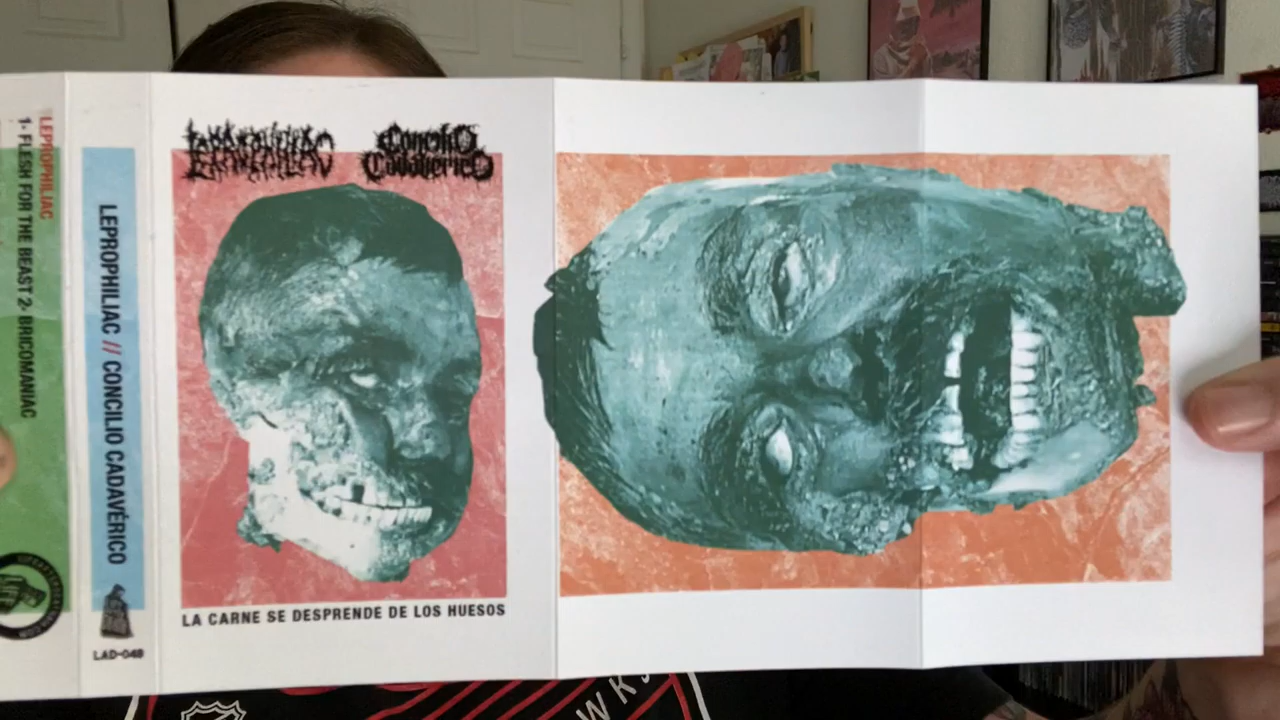 LEPROPHILIAC
1- FLESH FOR THE BEAST 2- BRICOMANIAC
LEPROPHILIAC // CONCILIO CADAVÉRICO
LAD-048
LEPROPHILIAC
Concilio
Cadaverico
LA CARNE SE DESPRENDE DE LOS HUESOS
WKS